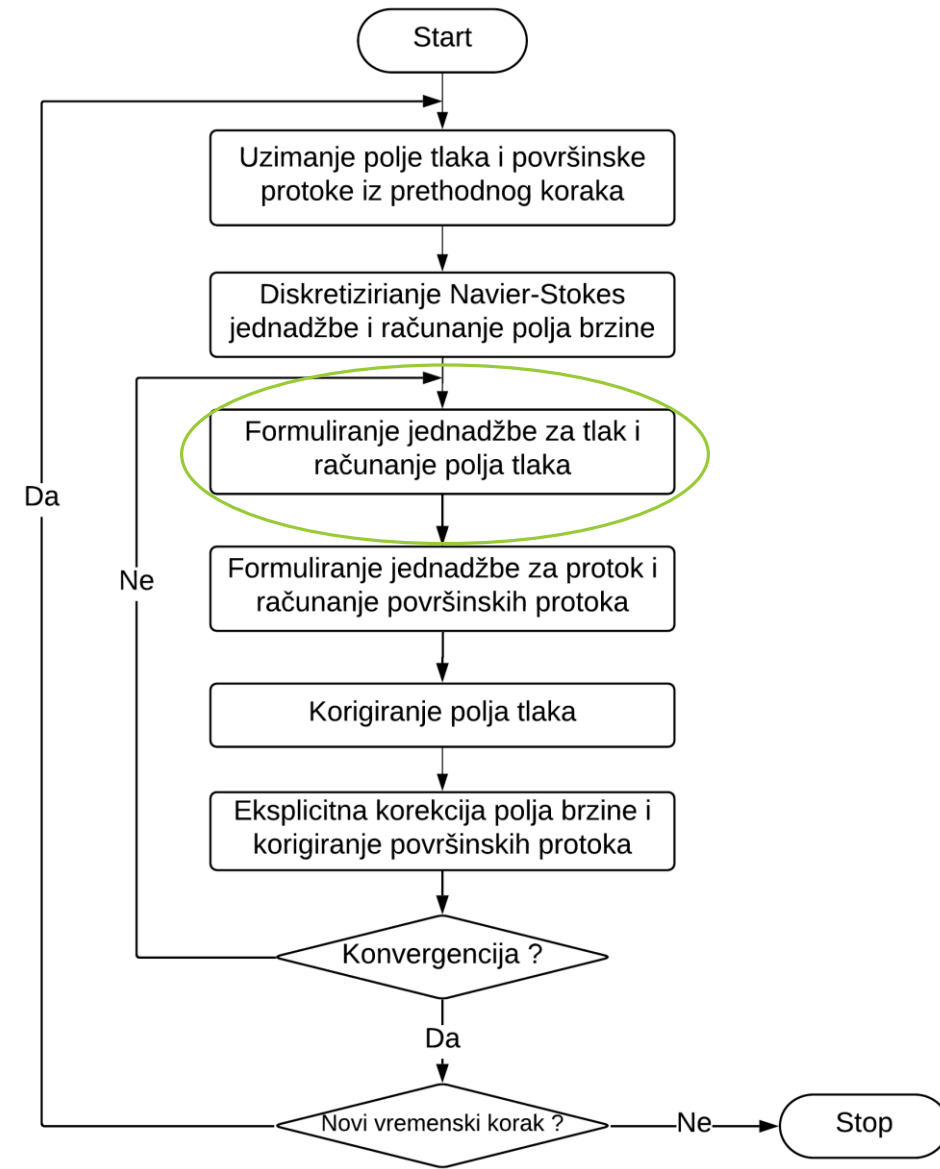 Start
Uzimanje polje tlaka i površinske
protoke iz prethodnog koraka
Diskretizirianje Navier-Stokes
jednadžbe i računanje polja brzine
Formuliranje jednadžbe za tlak i
računanje polja tlaka
Da
Ne
Formuliranje jednadžbe za protok i
računanje površinskih protoka
Korigiranje polja tlaka
Eksplicitna korekcija polja brzine i
korigiranje površinskih protoka
Konvergencija ?
Da
Novi vremenski korak ?
Ne
Stop